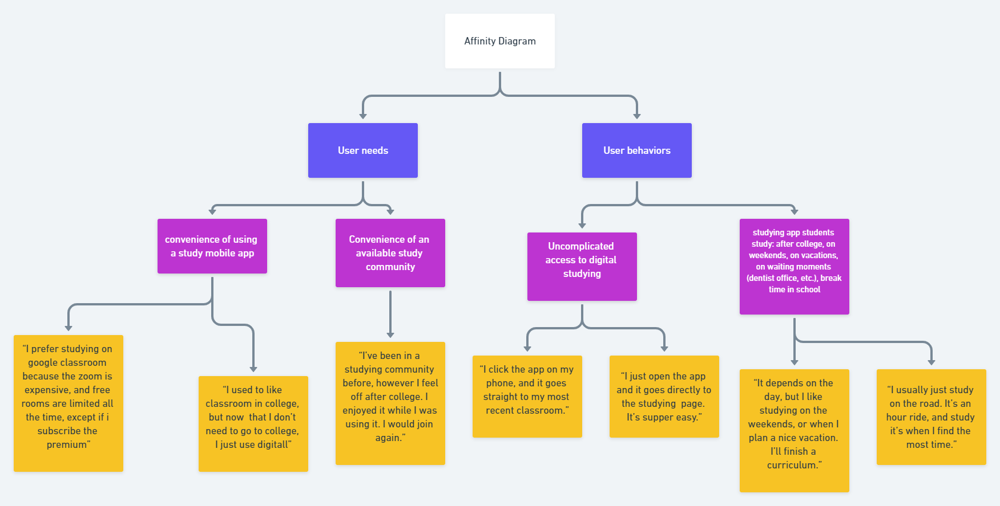 Affinity Diagram
User needs
User behaviors
convenience of using
a study mobile app
Convenience of an
available study
community
Uncomplicated
access to digital
studying
studying app students
study: after college, on
weekends, on vacations,
on waiting moments
(dentist office, etc.), break
time in school
“I prefer studying on
google classroom
because the zoom is
expensive, and free
rooms are limited all
the time, except if i
subscribe the
premium”
“I used to like
classroom in college,
but now  that I don’t
need to go to college,
I just use digitall”
“I’ve been in a
studying community
before, however I feel
off after college. I
enjoyed it while I was
using it. I would join
again.”
“I click the app on my
phone, and it goes
straight to my most
recent classroom.”
“I just open the app
and it goes directly to
the studying  page.
It’s supper easy.”
“It depends on the
day, but I like
studying on the
weekends, or when I
plan a nice vacation.
I’ll finish a
curriculum.”
“I usually just study
on the road. It’s an
hour ride, and study
it’s when I find the
most time.”